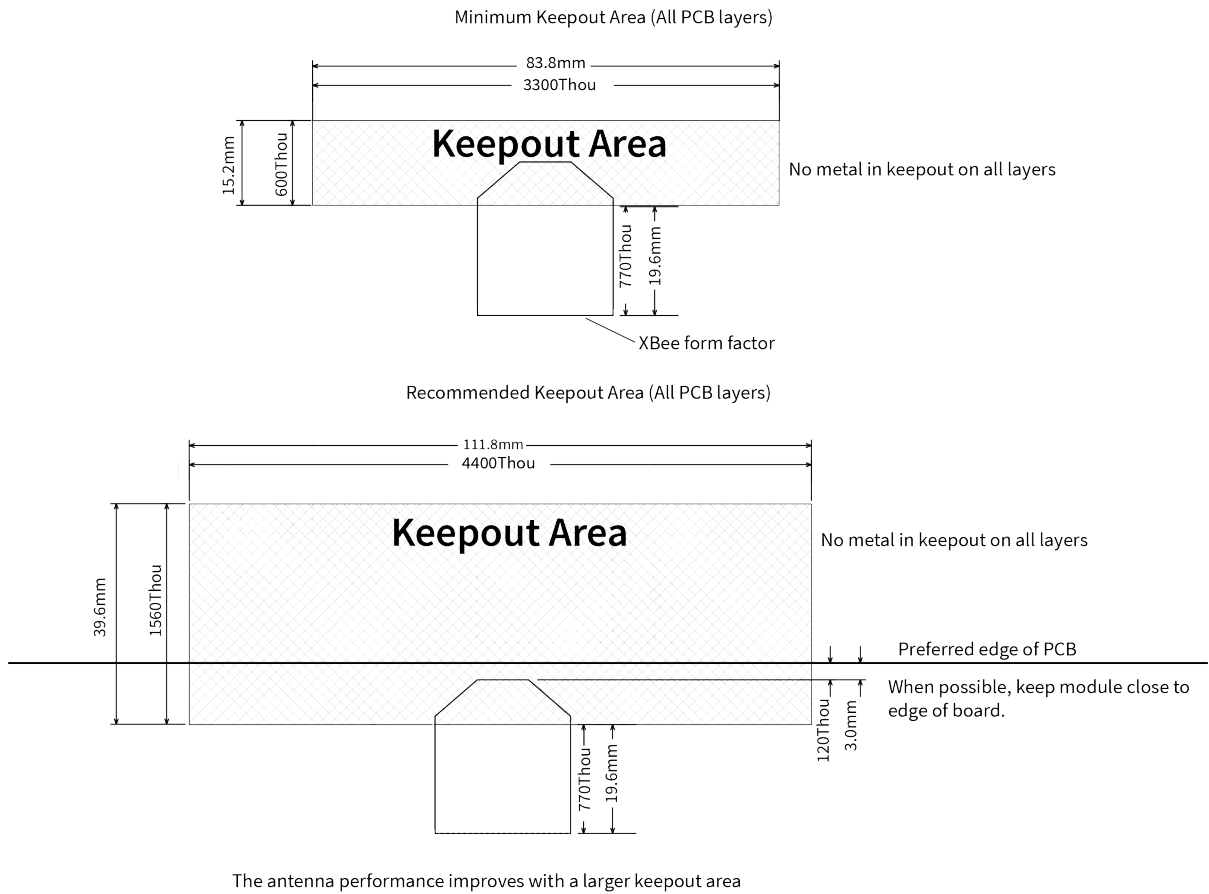 Minimum Keepout Area (All PCB layers)
83.8mm
3300Thou
Keepout Area
15.2mm
600Thou
No metal in keepout on all layers
770Thou
19.6mm
XBee form factor
Recommended Keepout Area (All PCB layers)
111.8mm
4400Thou
Keepout Area
No metal in keepout on all layers
39.6mm
1560Thou
Preferred edge of PCB
When possible, keep module close to
edge of board.
120Thou
3.0mm
770Thou
19.6mm
The antenna performance improves with a larger keepout area